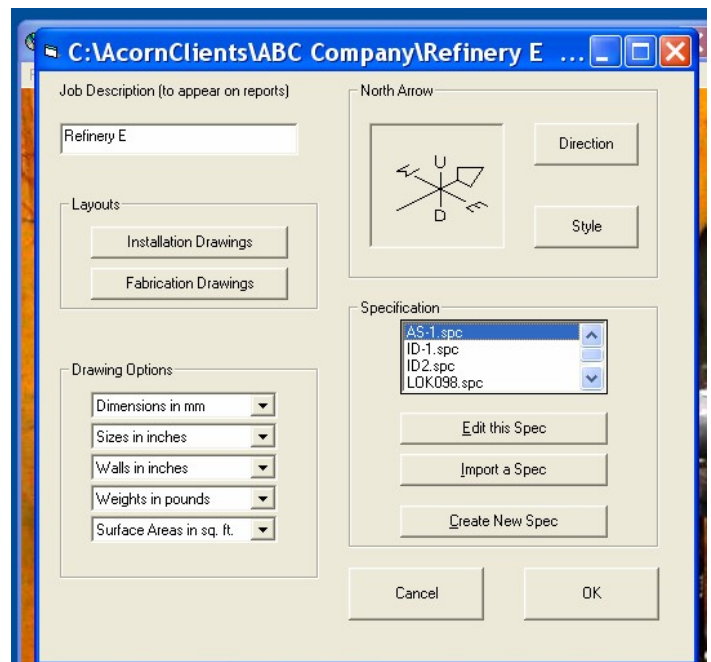 C:\AcornClients\ABC Company\Refinery E ...
Job Description (to appear on reports)
Refinery E
Layouts
Installation Drawings
Fabrication Drawings
Drawing Options
Dimensions in mm
Sizes in inches
Walls in inches
Weights in pounds
Surface Areas in sq. ft.
North Arrow
U
N
E
D
Direction
Style
Specification
AS-1.spc
ID-1.spc
ID2.spc
LOK098.spc
Edit this Spec
Import a Spec
Create New Spec
Cancel
OK